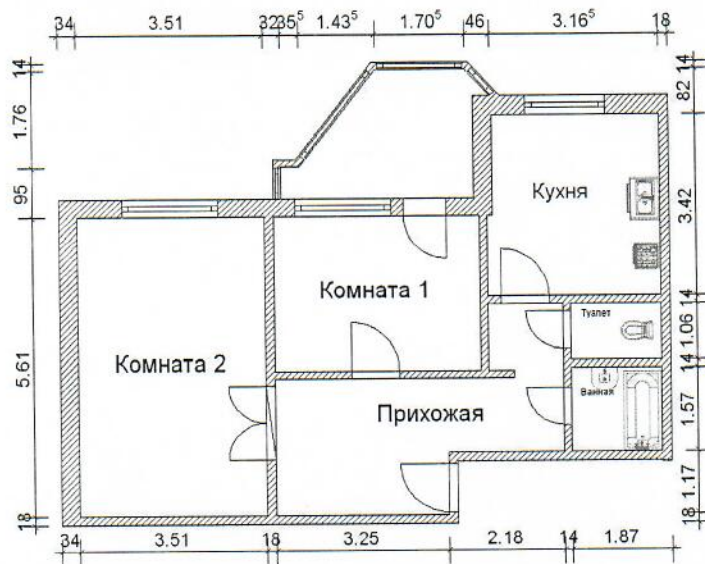 34 3.51 32 35⁵ 1.43⁵ 1.70⁵ 46 3.16⁵ 18
14
1.76
95
5.61
18
14
82
3.42
14
1.06
14
1.57
1.17
18
Кухня
Комната 1
Туалет
Комната 2
Ванная
Прихожая
34 3.51 18 3.25 2.18 14 1.87